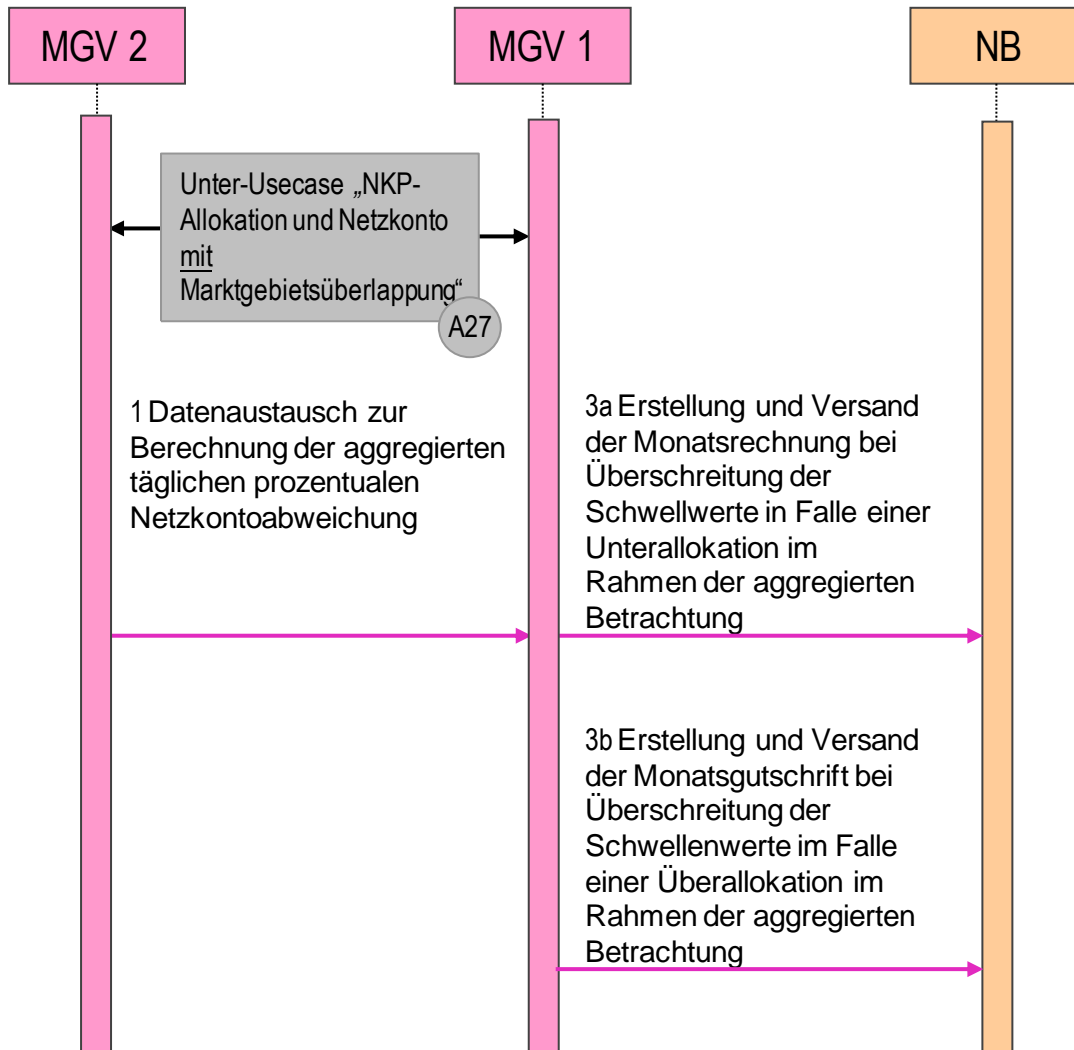 MGV 2
MGV 1
NB
Unter-Usecase „NKP-
Allokation und Netzkonto
mit
Marktgebietsüberlappung“
A27
1 Datenaustausch zur
Berechnung der aggregierten
täglichen prozentualen
Netzkontoabweichung
3a Erstellung und Versand
der Monatsrechnung bei
Überschreitung der
Schwellwerte in Falle einer
Unterallokation im
Rahmen der aggregierten
Betrachtung
3b Erstellung und Versand
der Monatsgutschrift bei
Überschreitung der
Schwellenwerte im Falle
einer Überallokation im
Rahmen der aggregierten
Betrachtung